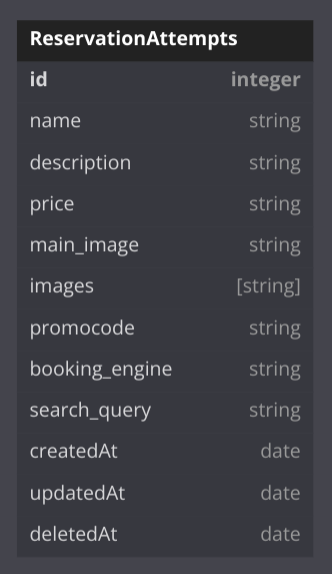 ReservationAttempts
id integer
name string
description string
price string
main_image string
images [string]
promocode string
booking_engine string
search_query string
createdAt date
updatedAt date
deletedAt date